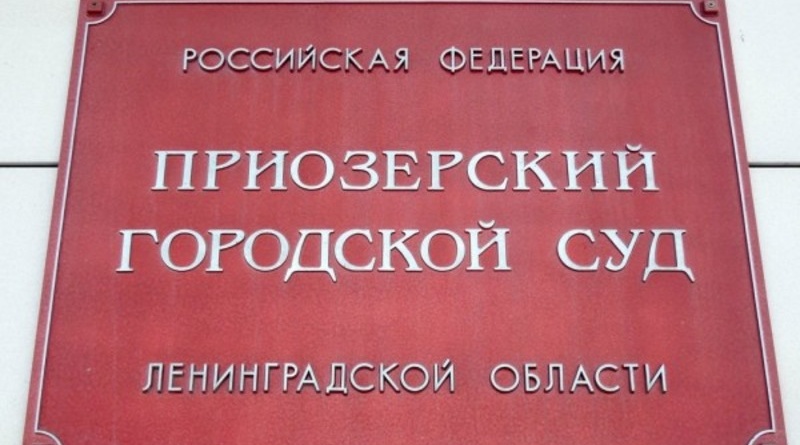 РОССИЙСКАЯ ФЕДЕРАЦИЯ
ПРИОЗЕРСКИЙ
ГОРОДСКОЙ СУД
ЛЕНИНГРАДСКОЙ ОБЛАСТИ